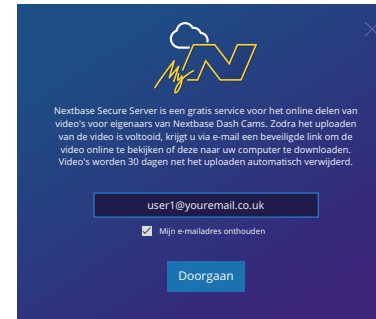 My N
Nextbase Secure Server is een gratis service voor het online delen van
video's voor eigenaars van Nextbase Dash Cams. Zodra het uploaden
van de video is voltooid, krijgt u via e-mail een beveiligde link om de
video online te bekijken of deze naar uw computer te downloaden.
Video's worden 30 dagen net het uploaden automatisch verwijderd.
user1@youremail.co.uk
Mijn e-mailadres onthouden
Doorgaan